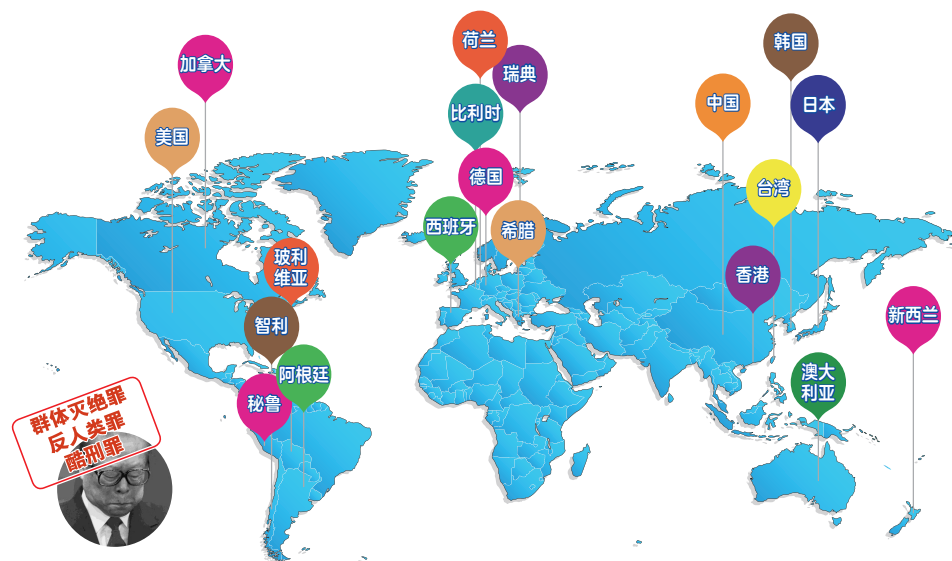 荷兰
韩国
加拿大
瑞典
中国
日本
比利时
美国
德国
台湾
西班牙
希腊
玻利
维亚
香港
智利
新西兰
阿根廷
澳大
利亚
秘鲁
群体灭绝罪
反人类罪
酷刑罪